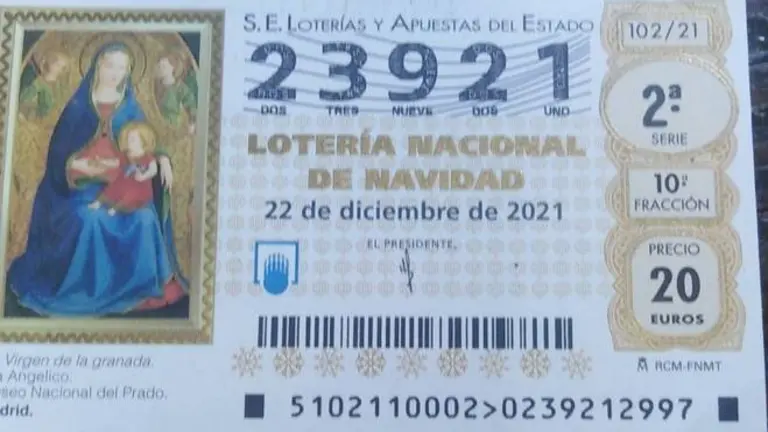 S.E. LOTERÍAS Y APUESTAS DEL ESTADO
102/21
23921
DOS TRES NUEVE DOS UNO
2ª
SERIE
LOTERÍA NACIONAL
DE NAVIDAD
22 de diciembre de 2021
10ª
FRACCIÓN
EL PRESIDENTE,
PRECIO
20
EUROS
RCM-FNMT
Virgen de la granada.
Angelico.
Nacional del Prado.
5102110002>0239212997